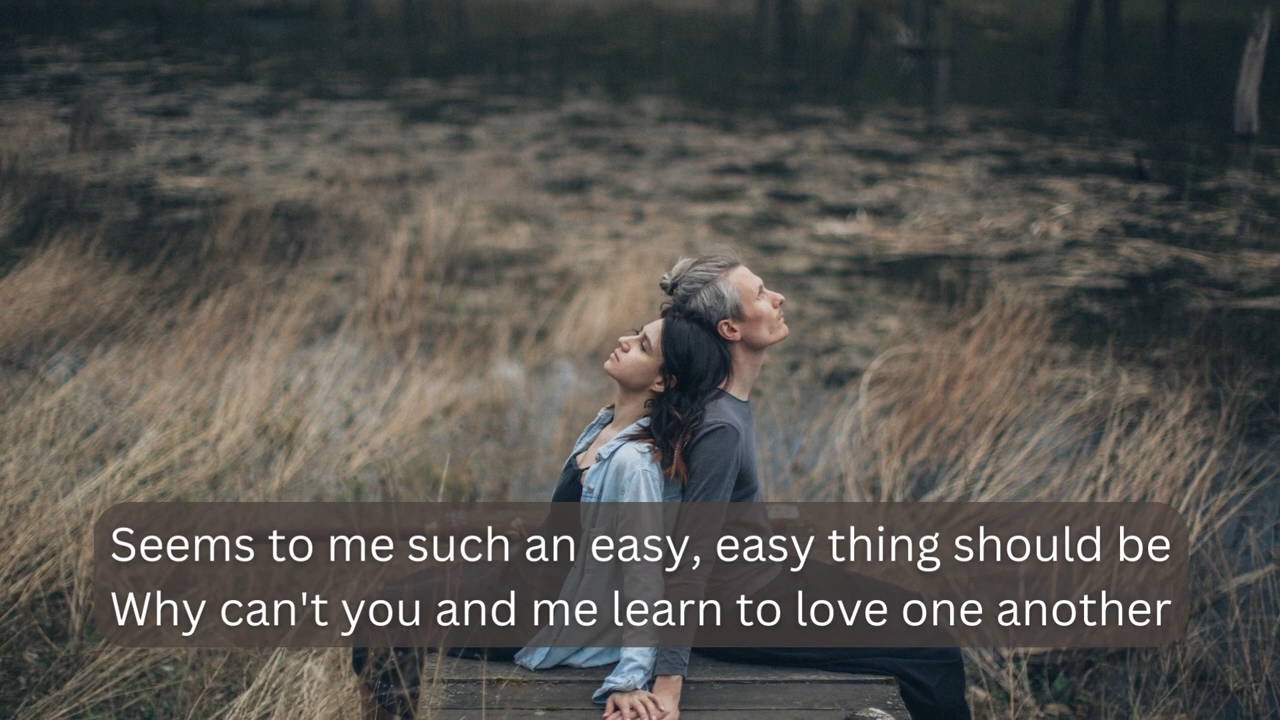 Seems to me such an easy, easy thing should be
Why can't you and me learn to love one another